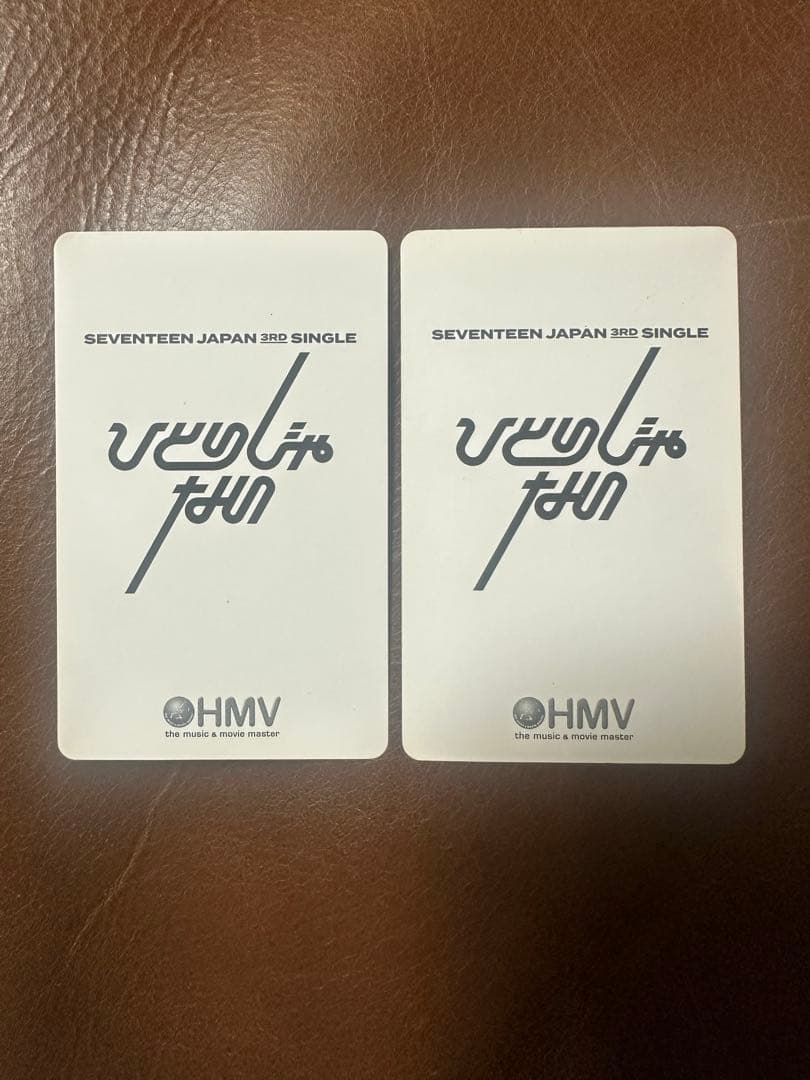 SEVENTEEN JAPAN 3RD SINGLE
ひとりじゃ
ない
HMV
the music & movie master
SEVENTEEN JAPAN 3RD SINGLE
ひとりじゃ
ない
HMV
the music & movie master